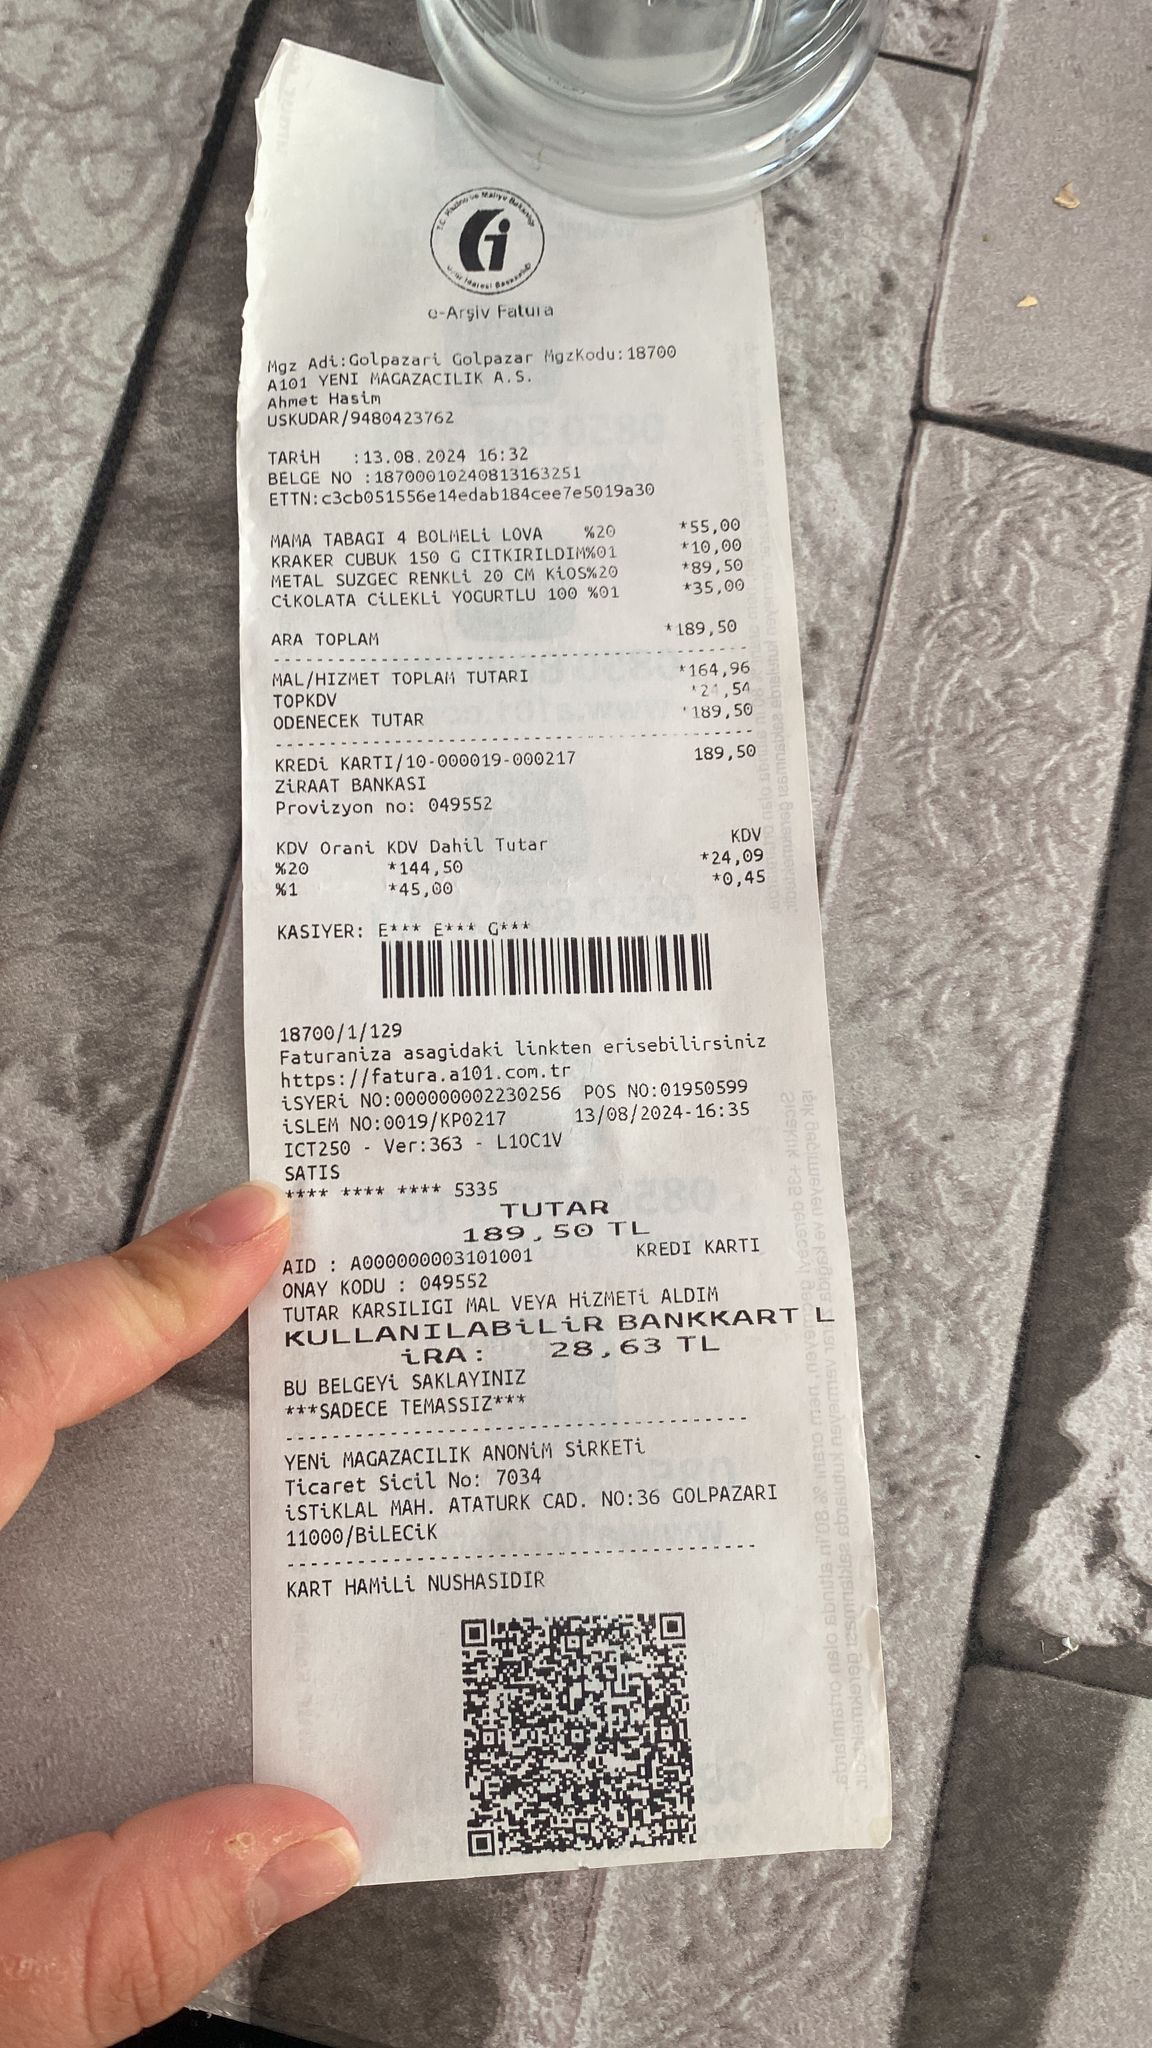 T.C. Hazine ve Maliye Bakanlığı
Gelir İdaresi Başkanlığı
e-Arşiv Fatura
Mgz Adi:Golpazari Golpazar MgzKodu:18700
A101 YENI MAGAZACILIK A.S.
Ahmet Hasim
USKUDAR/9480423762
TARiH :13.08.2024 16:32
BELGE NO :18700010240813163251
ETTN:c3cb051556e14edab184cee7e5019a30
MAMA TABAGI 4 BOLMELi LOVA %20 *55,00
KRAKER CUBUK 150 G CITKIRILDIM%01 *10,00
METAL SUZGEC RENKLi 20 CM KiOS%20 *89,50
CiKOLATA CiLEKLi YOGURTLU 100 %01 *35,00
ARA TOPLAM *189,50
MAL/HIZMET TOPLAM TUTARI *164,96
TOPKDV *24,54
ODENECEK TUTAR *189,50
KREDi KARTI/10-000019-000217 189,50
ZiRAAT BANKASI
Provizyon no: 049552
KDV Orani KDV Dahil Tutar KDV
%20 *144,50 *24,09
%1 *45,00 *0,45
KASIYER: E*** E*** G***
18700/1/129
Faturaniza asagidaki linkten erisebilirsiniz
https://fatura.a101.com.tr
iSYERi NO:000000002230256 POS NO:01950599
iSLEM NO:0019/KP0217 13/08/2024-16:35
ICT250 - Ver:363 - L10C1V
SATIS
**** **** **** 5335
TUTAR
189,50 TL
AID : A0000000003101001 KREDI KARTI
ONAY KODU : 049552
TUTAR KARSILIGI MAL VEYA HiZMETi ALDIM
KULLANILABiLiR BANKKART L
iRA: 28,63 TL
BU BELGEYi SAKLAYINIZ
***SADECE TEMASSIZ***
YENi MAGAZACILIK ANONiM SiRKETi
Ticaret Sicil No: 7034
iSTiKLAL MAH. ATATURK CAD. NO:36 GOLPAZARI
11000/BiLECiK
KART HAMiLi NUSHASIDIR